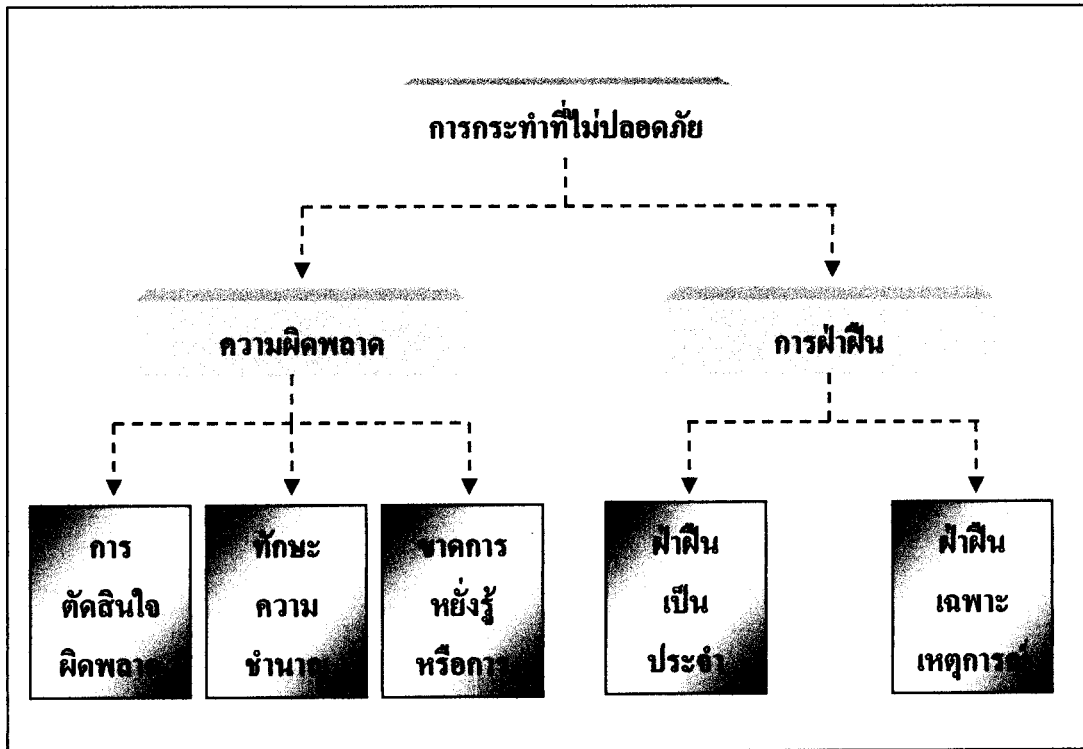 การกระทำที่ไม่ปลอดภัย
ความผิดพลาด
การฝ่าฝืน
การ
ตัดสินใจ
ผิดพลาด
ทักษะ
ความ
ชำนาญ
ขาดการ
หยั่งรู้
หรือการ
ฝ่าฝืน
เป็น
ประจำ
ฝ่าฝืน
เฉพาะ
เหตุการณ์